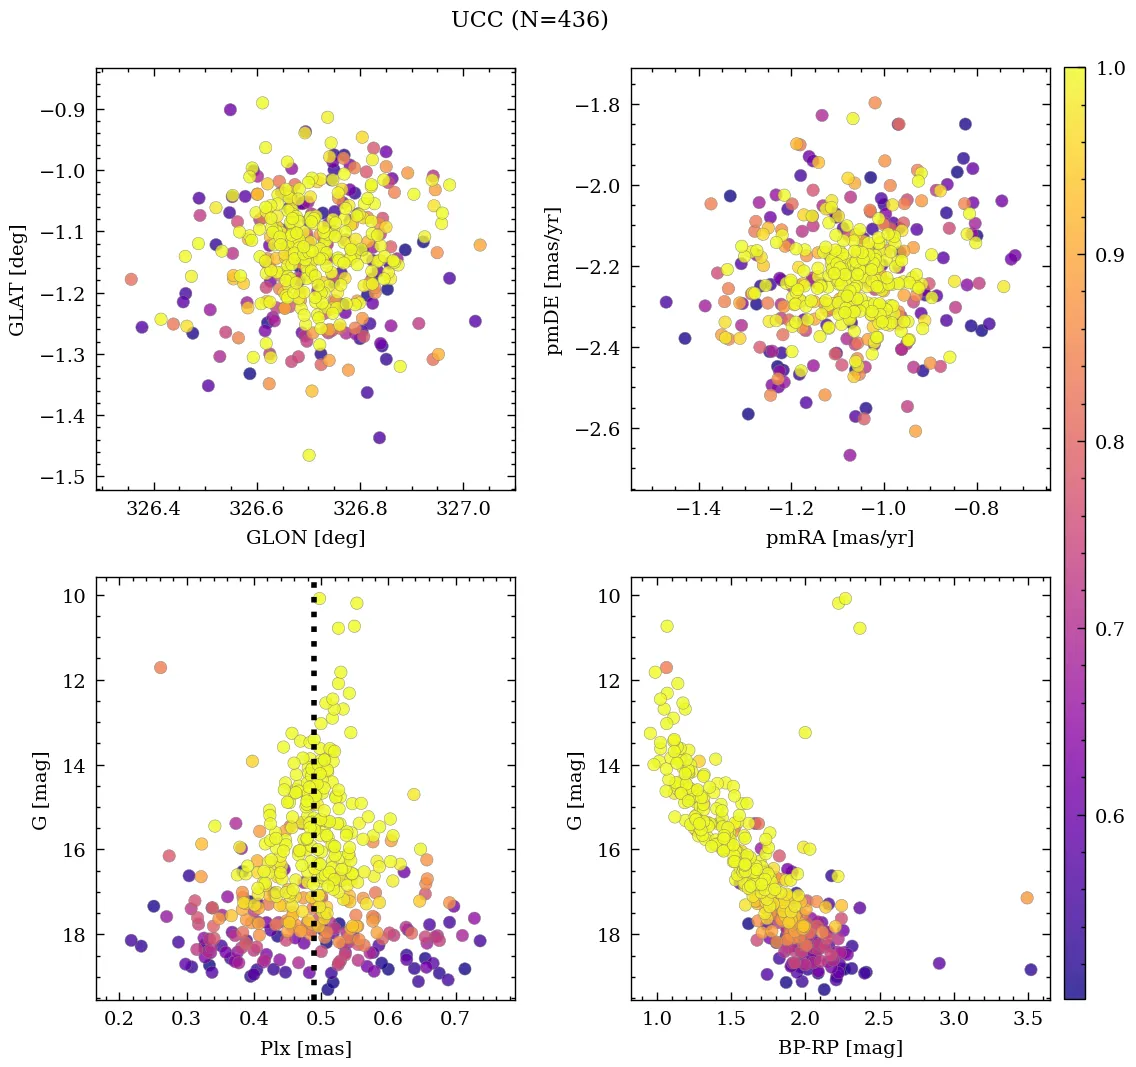 UCC (N=436)
−0.9
−1.0
−1.1
−1.2
−1.3
−1.4
−1.5
GLAT [deg]
326.4 326.6 326.8 327.0
GLON [deg]
−1.8
−2.0
−2.2
−2.4
−2.6
pmDE [mas/yr]
−1.4 −1.2 −1.0 −0.8
pmRA [mas/yr]
10
12
14
16
18
G [mag]
0.2 0.3 0.4 0.5 0.6 0.7
Plx [mas]
10
12
14
16
18
G [mag]
1.0 1.5 2.0 2.5 3.0 3.5
BP-RP [mag]
1.0
0.9
0.8
0.7
0.6